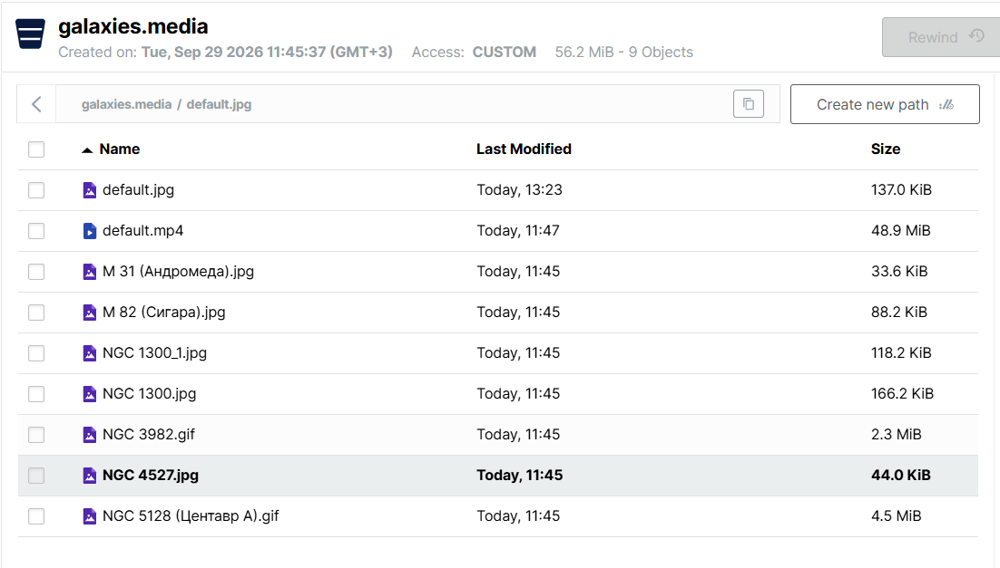 galaxies.media
Created on: Tue, Sep 29 2026 11:45:37 (GMT+3) Access: CUSTOM 56.2 MiB - 9 Objects
Rewind
galaxies.media / default.jpg
Create new path
Name Last Modified Size
default.jpg Today, 13:23 137.0 KiB
default.mp4 Today, 11:47 48.9 MiB
M 31 (Андромеда).jpg Today, 11:45 33.6 KiB
M 82 (Сигара).jpg Today, 11:45 88.2 KiB
NGC 1300_1.jpg Today, 11:45 118.2 KiB
NGC 1300.jpg Today, 11:45 166.2 KiB
NGC 3982.gif Today, 11:45 2.3 MiB
NGC 4527.jpg Today, 11:45 44.0 KiB
NGC 5128 (Центавр А).gif Today, 11:45 4.5 MiB